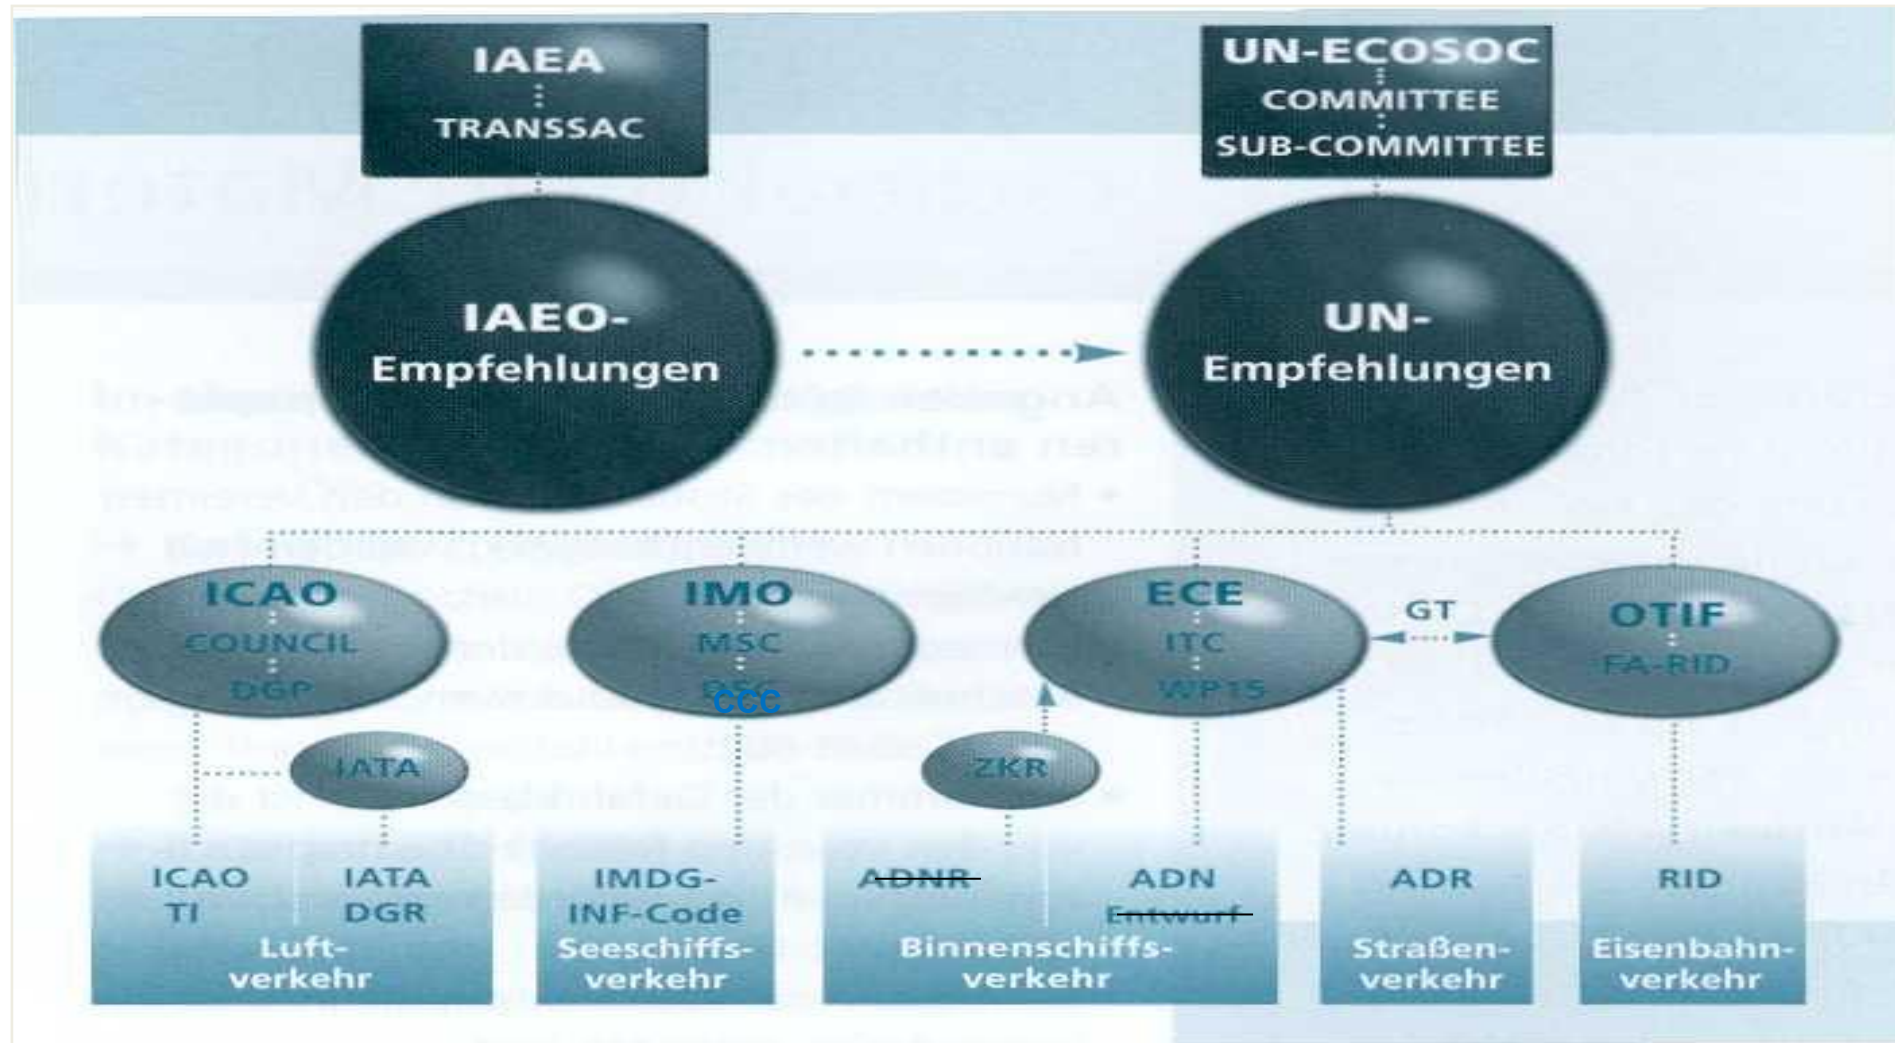 IAEA
TRANSSAC
UN-ECOSOC
COMMITTEE
SUB-COMMITTEE
IAEO-
Empfehlungen
UN-
Empfehlungen
ICAO
COUNCIL
DGP
IMO
MSC
CCC
ECE
ITC
WP15
GT
OTIF
FA-RID
IATA
ZKR
ICAO
TI
IATA
DGR
Luft-
verkehr
IMDG-
INF-Code
Seeschiffs-
verkehr
ADNR
ADN
Entwurf
Binnenschiffs-
verkehr
ADR
Straßen-
verkehr
RID
Eisenbahn-
verkehr